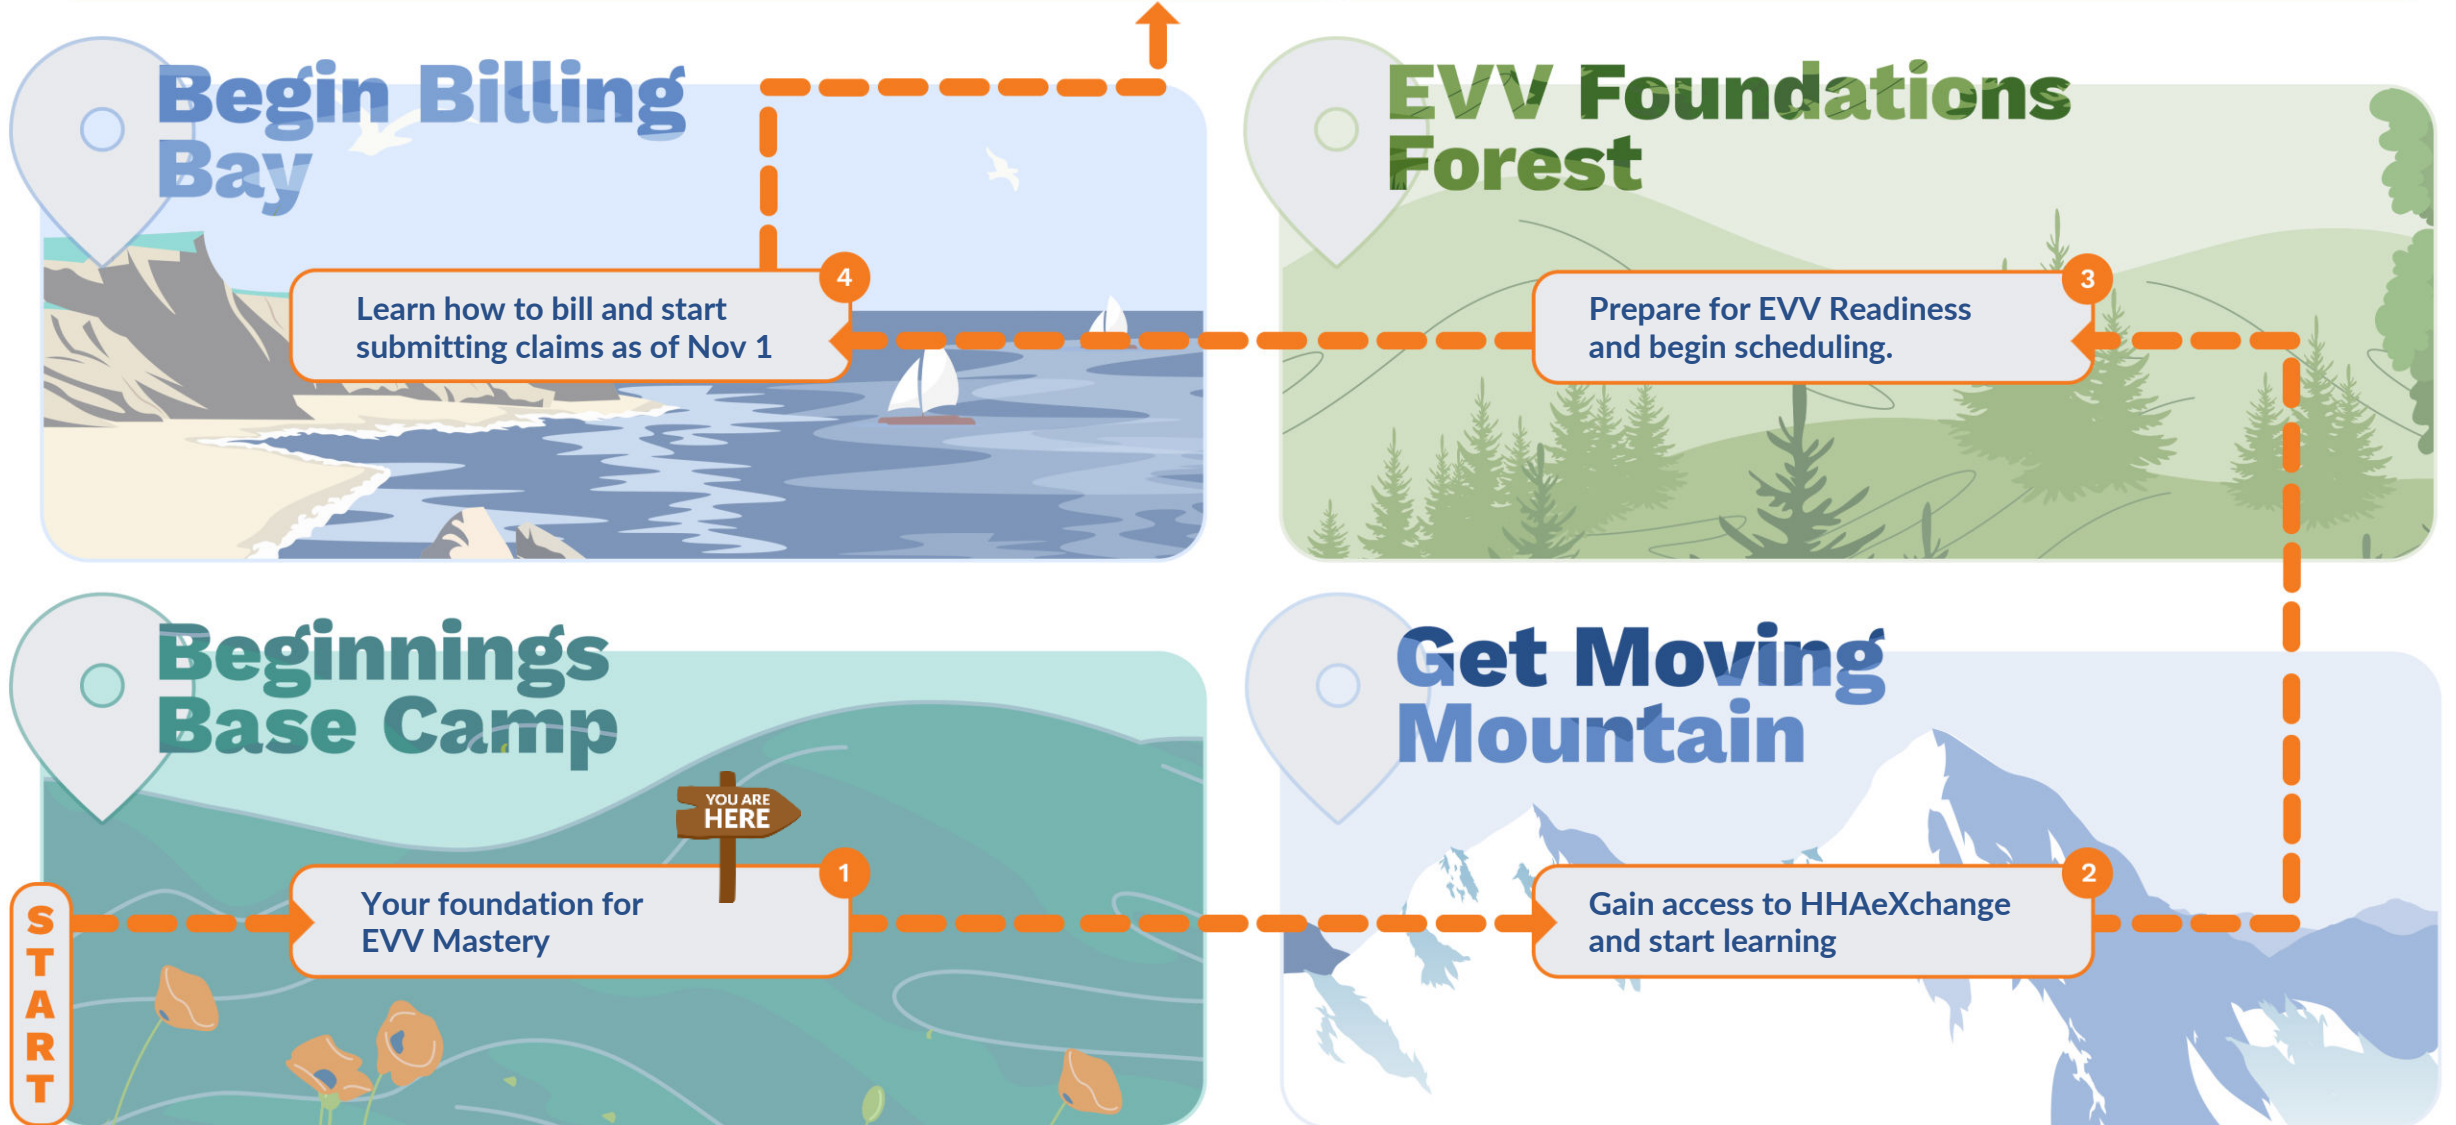 Begin Billing
Bay
4
Learn how to bill and start
submitting claims as of Nov 1
EVV Foundations
Forest
3
Prepare for EVV Readiness
and begin scheduling.
Beginnings
Base Camp
YOU ARE
HERE
1
Your foundation for
EVV Mastery
START
Get Moving
Mountain
2
Gain access to HHAeXchange
and start learning